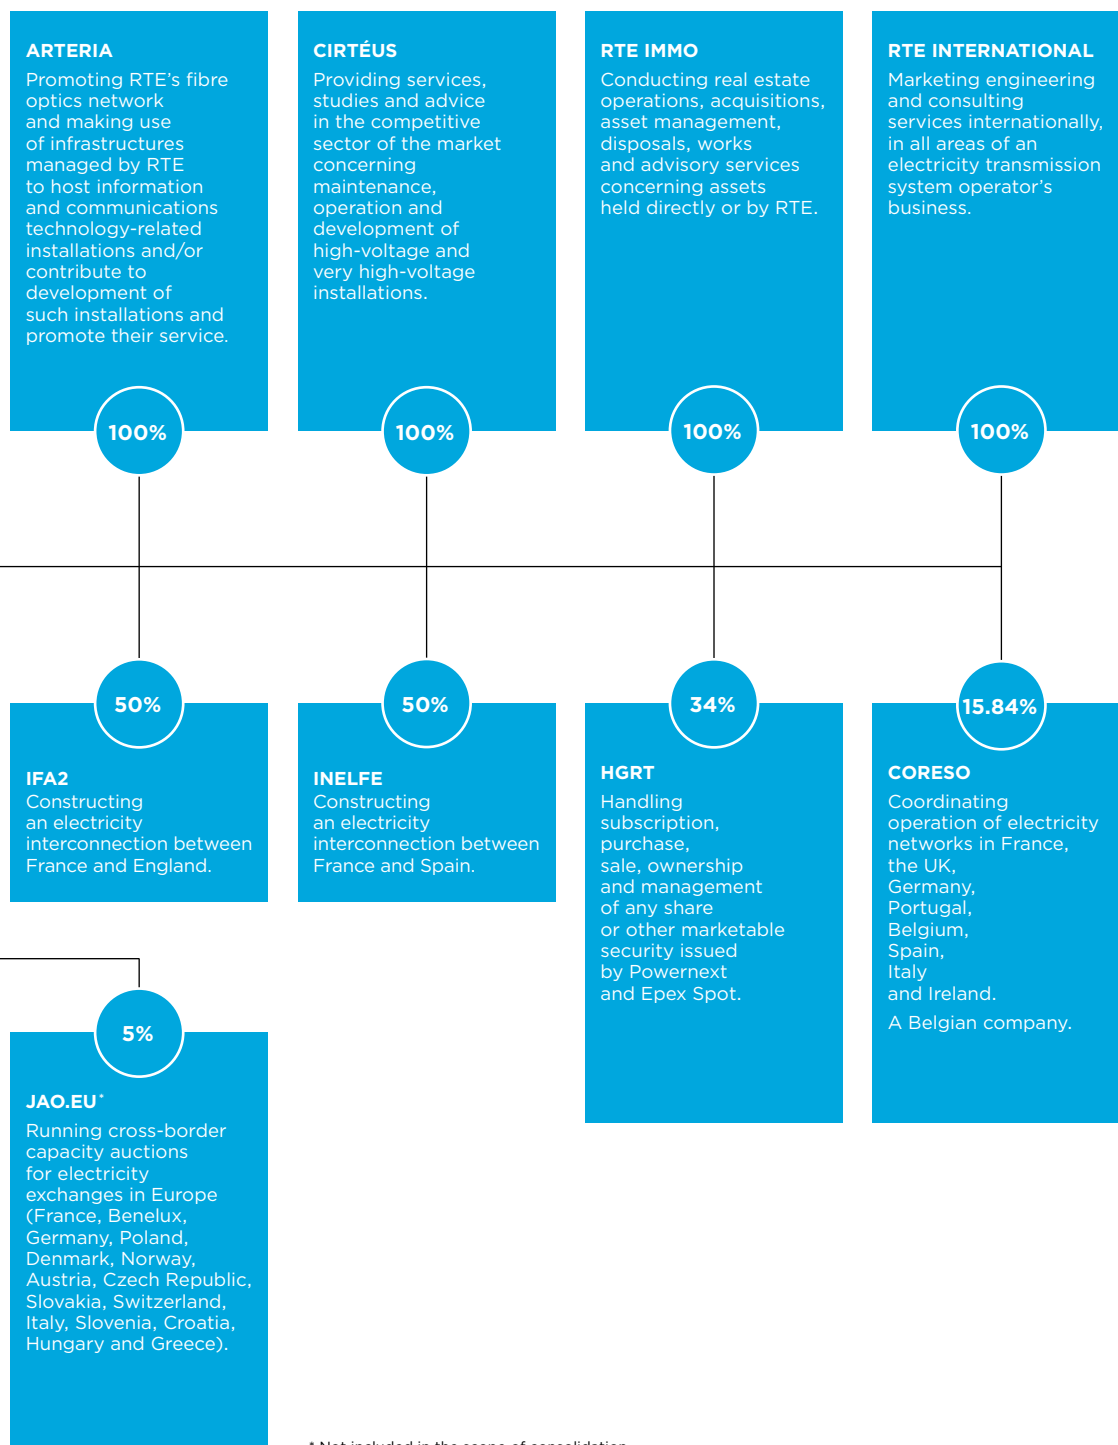 ARTERIA
Promoting RTE’s fibre
optics network
and making use
of infrastructures
managed by RTE
to host information
and communications
technology-related
installations and/or
contribute to
development of
such installations and
promote their service.
100%
CIRTÉUS
Providing services,
studies and advice
in the competitive
sector of the market
concerning
maintenance,
operation and
development of
high-voltage and
very high-voltage
installations.
100%
RTE IMMO
Conducting real estate
operations, acquisitions,
asset management,
disposals, works
and advisory services
concerning assets
held directly or by RTE.
100%
RTE INTERNATIONAL
Marketing engineering
and consulting
services internationally,
in all areas of an
electricity transmission
system operator’s
business.
100%
50%
IFA2
Constructing
an electricity
interconnection between
France and England.
50%
INELFE
Constructing
an electricity
interconnection between
France and Spain.
34%
HGRT
Handling
subscription,
purchase,
sale, ownership
and management
of any share
or other marketable
security issued
by Powernext
and Epex Spot.
15.84%
CORESO
Coordinating
operation of electricity
networks in France,
the UK,
Germany,
Portugal,
Belgium,
Spain,
Italy
and Ireland.
A Belgian company.
5%
JAO.EU*
Running cross-border
capacity auctions
for electricity
exchanges in Europe
(France, Benelux,
Germany, Poland,
Denmark, Norway,
Austria, Czech Republic,
Slovakia, Switzerland,
Italy, Slovenia, Croatia,
Hungary and Greece).
* Not included in the scope of consolidation